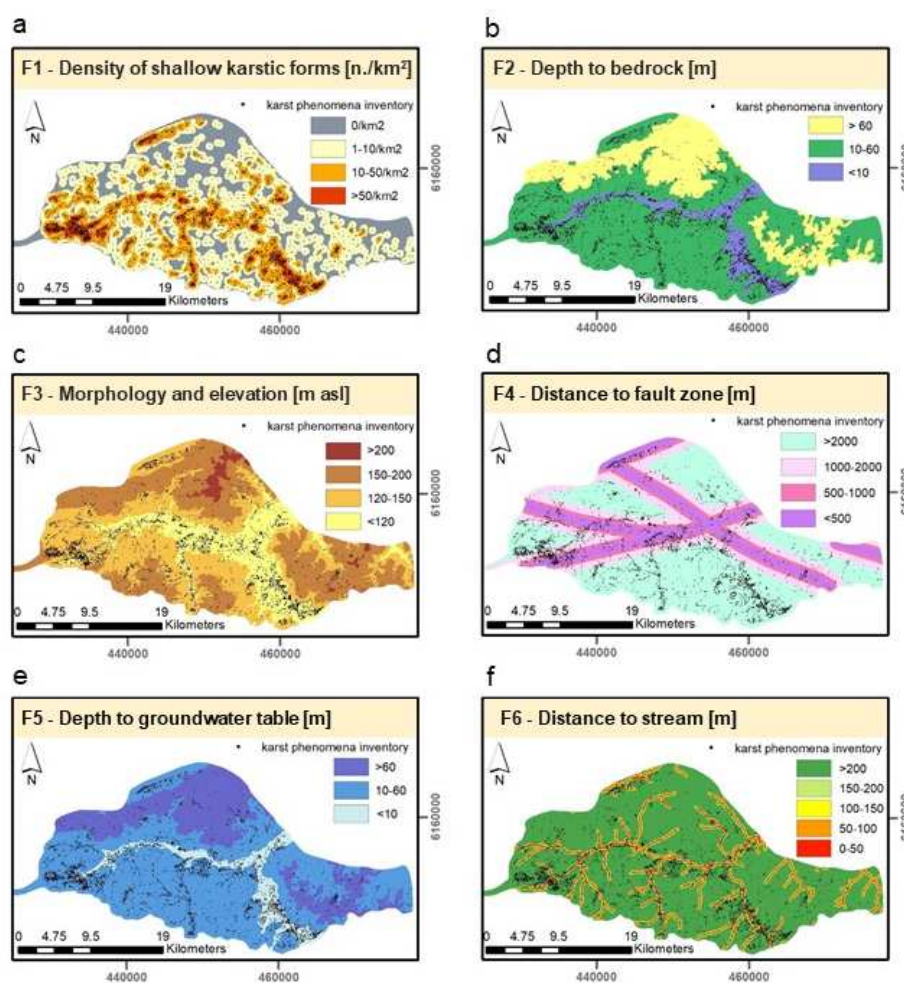 a
F1 - Density of shallow karstic forms [n./km²]
karst phenomena inventory
N
0/km2
1-10/km2
10-50/km2
>50/km2
6160000
0 4.75 9.5 19
Kilometers
440000 460000
b
F2 - Depth to bedrock [m]
karst phenomena inventory
N
> 60
10-60
<10
6160000
0 4.75 9.5 19
Kilometers
440000 460000
c
F3 - Morphology and elevation [m asl]
karst phenomena inventory
N
>200
150-200
120-150
<120
6160000
0 4.75 9.5 19
Kilometers
440000 460000
d
F4 - Distance to fault zone [m]
karst phenomena inventory
N
>2000
1000-2000
500-1000
<500
6160000
0 4.75 9.5 19
Kilometers
440000 460000
e
F5 - Depth to groundwater table [m]
karst phenomena inventory
N
>60
10-60
<10
6160000
0 4.75 9.5 19
Kilometers
440000 460000
f
F6 - Distance to stream [m]
karst phenomena inventory
N
>200
150-200
100-150
50-100
0-50
6160000
0 4.75 9.5 19
Kilometers
440000 460000